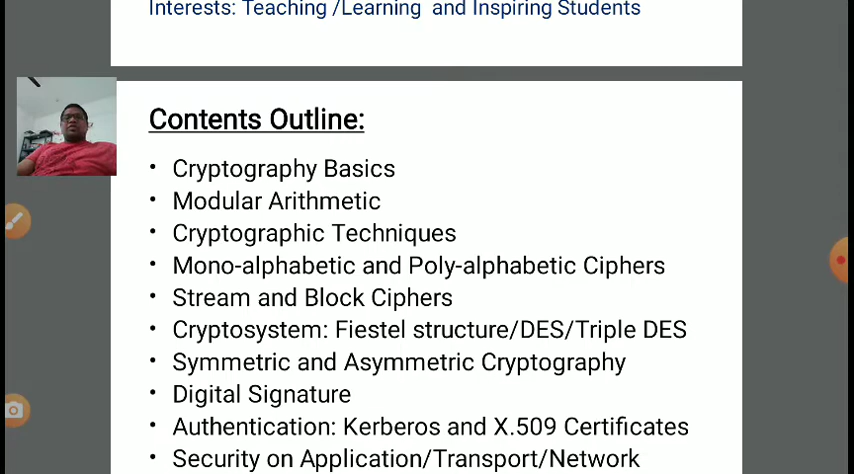 Interests: Teaching /Learning and Inspiring Students
Contents Outline:
• Cryptography Basics
• Modular Arithmetic
• Cryptographic Techniques
• Mono-alphabetic and Poly-alphabetic Ciphers
• Stream and Block Ciphers
• Cryptosystem: Fiestel structure/DES/Triple DES
• Symmetric and Asymmetric Cryptography
• Digital Signature
• Authentication: Kerberos and X.509 Certificates
• Security on Application/Transport/Network